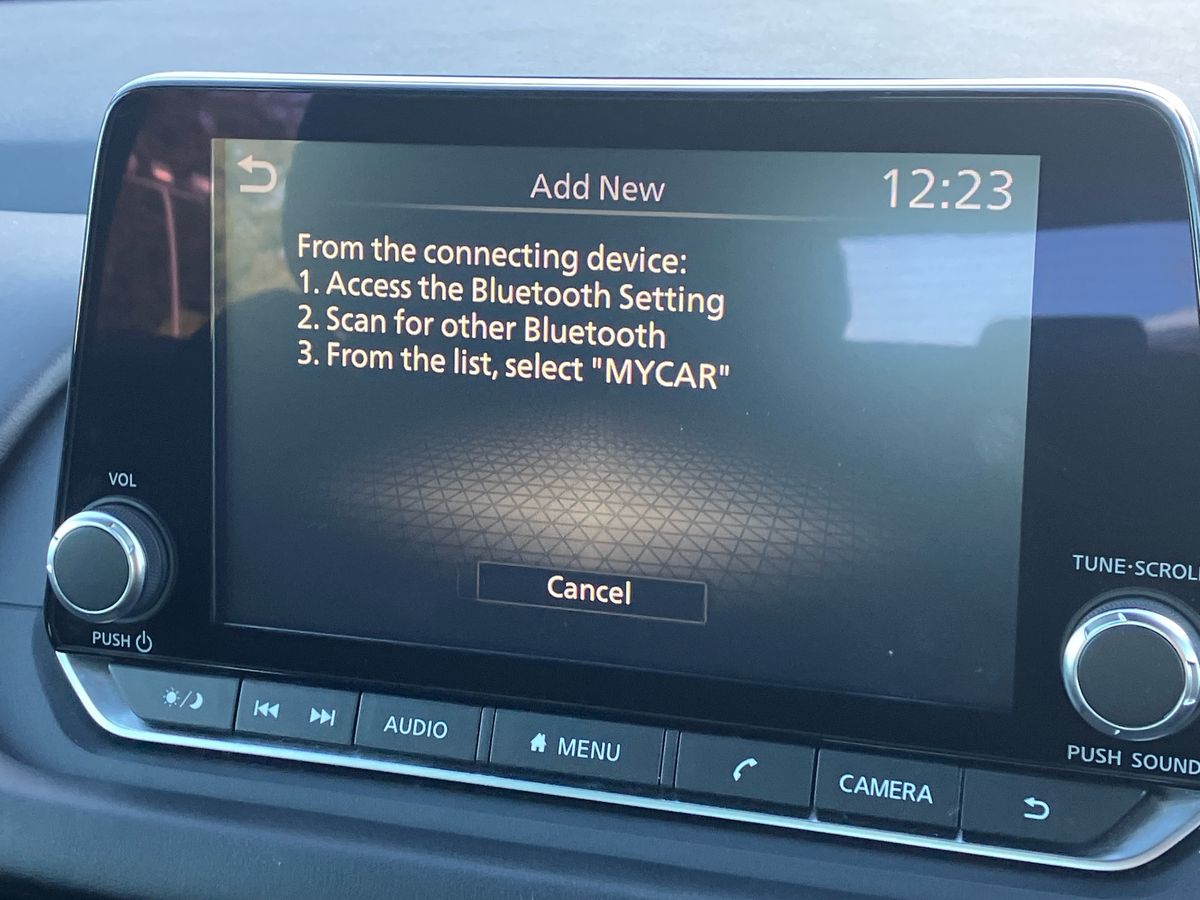 Add New
12:23
From the connecting device:
1. Access the Bluetooth Setting
2. Scan for other Bluetooth
3. From the list, select "MYCAR"
Cancel
VOL
PUSH
TUNE·SCROLL
PUSH SOUND
AUDIO
MENU
CAMERA